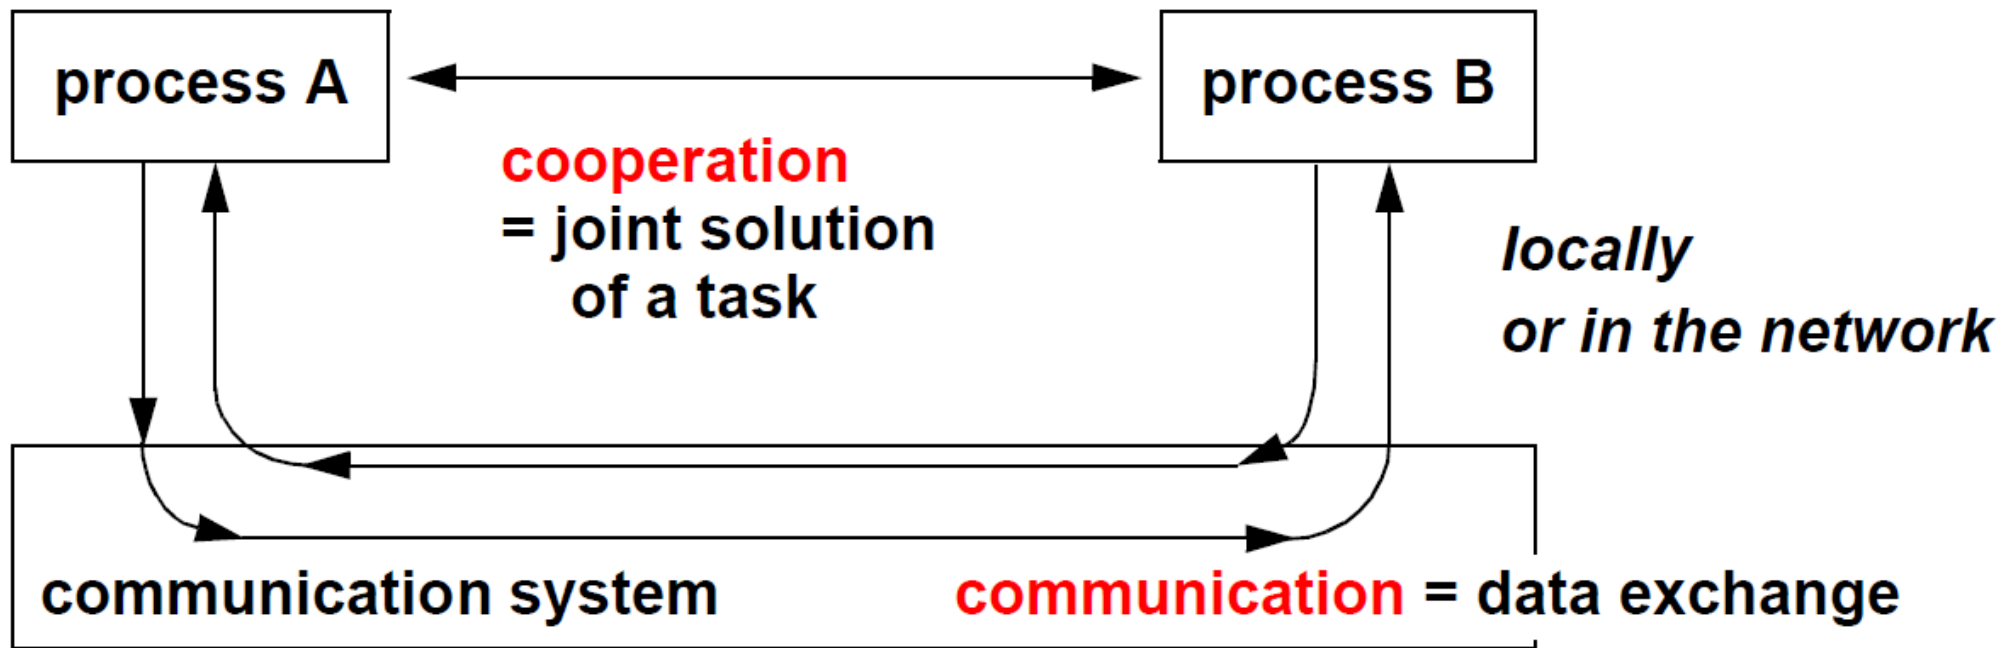 process A
process B
cooperation
= joint solution
of a task
locally
or in the network
communication system
communication = data exchange